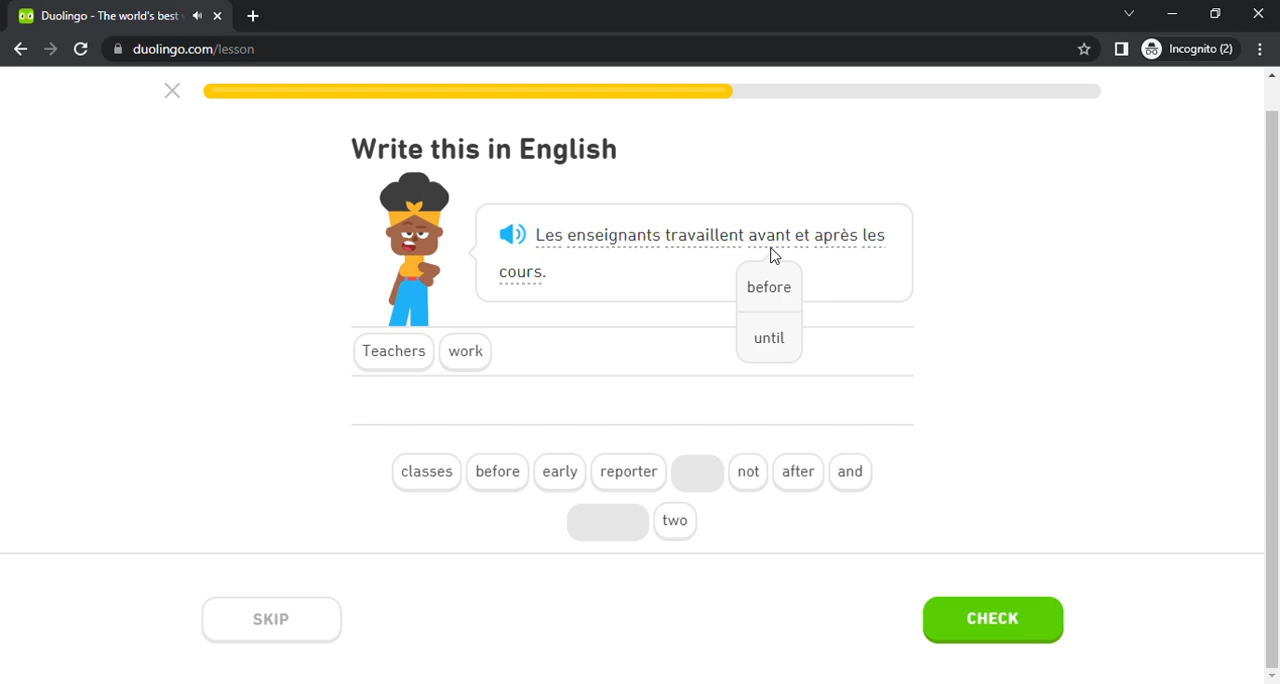 Duolingo - The world's best
duolingo.com/lesson
Incognito (2)
Write this in English
Les enseignants travaillent avant et après les
cours.
before
until
Teachers work
classes before early reporter not after and
two
SKIP
CHECK